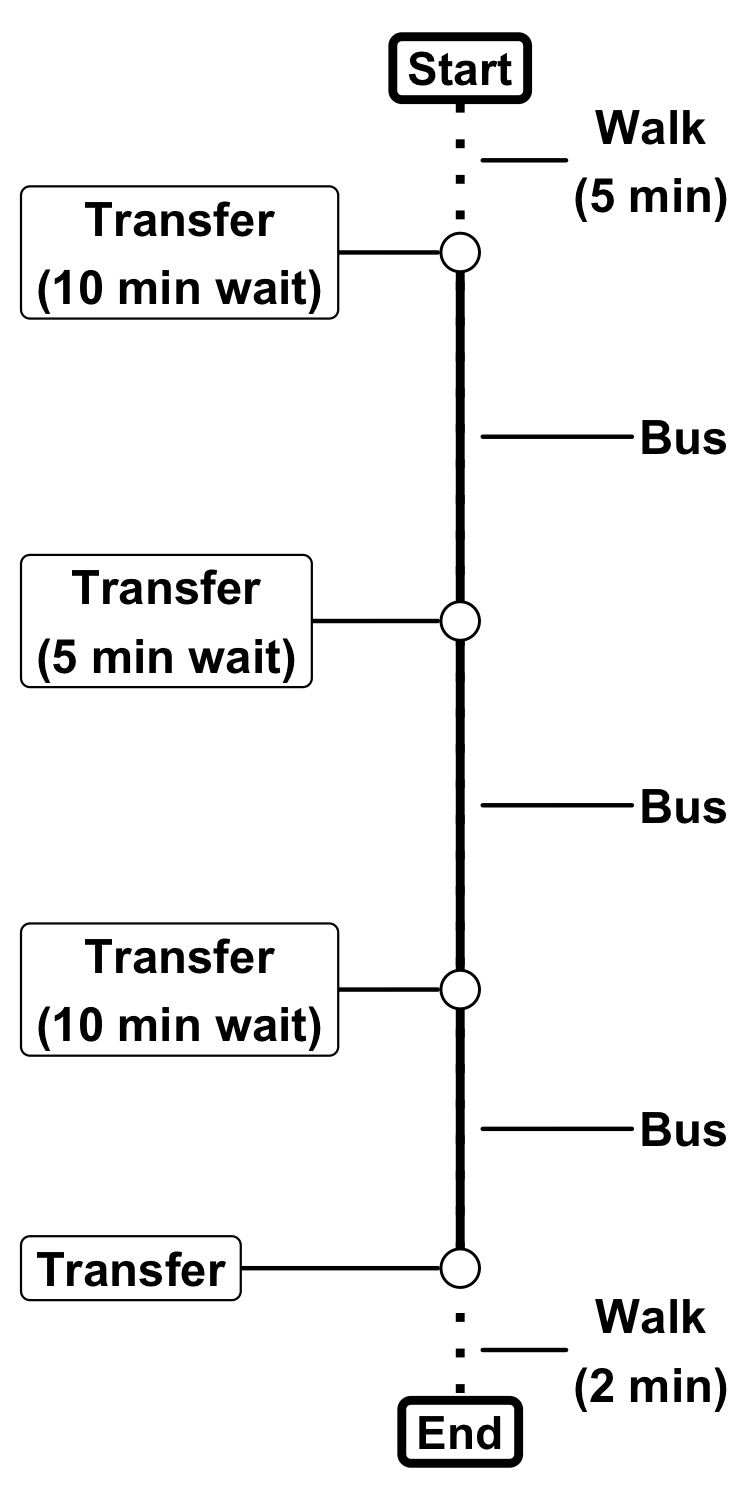 Start
Walk
(5 min)
Transfer
(10 min wait)
Bus
Transfer
(5 min wait)
Bus
Transfer
(10 min wait)
Bus
Transfer
Walk
(2 min)
End